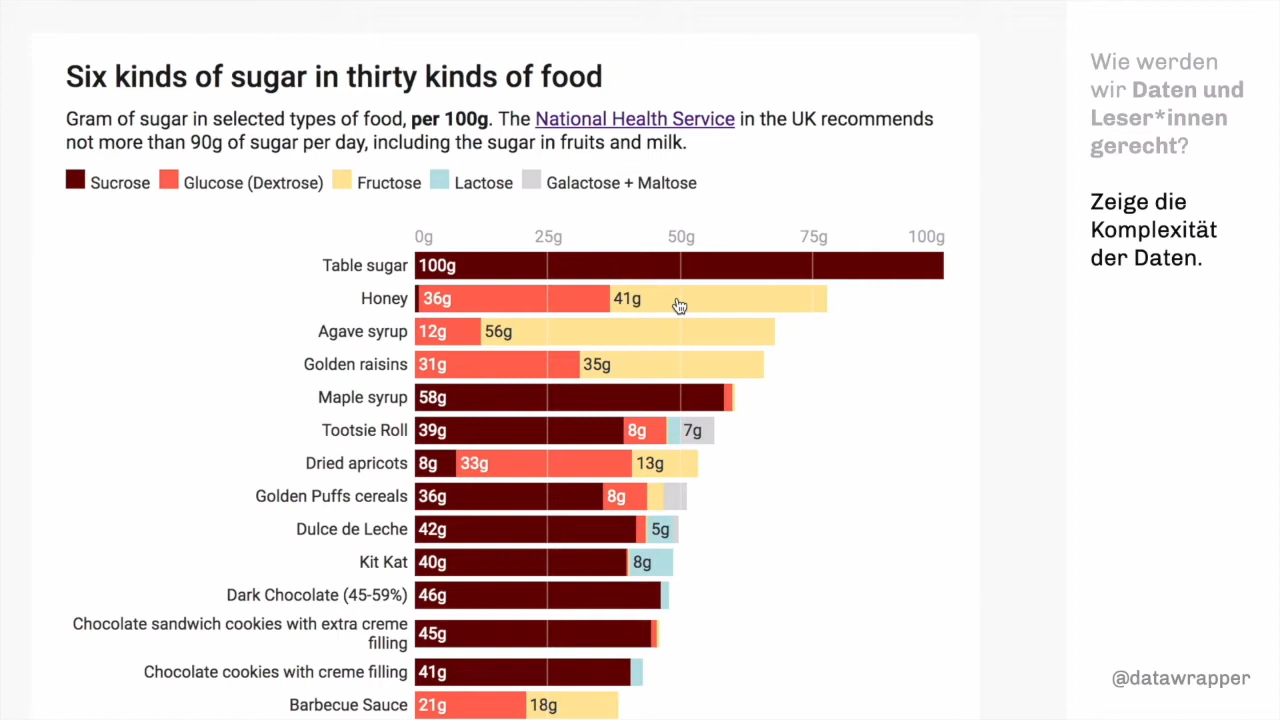 Six kinds of sugar in thirty kinds of food
Gram of sugar in selected types of food, per 100g. The National Health Service in the UK recommends
not more than 90g of sugar per day, including the sugar in fruits and milk.
Sucrose Glucose (Dextrose) Fructose Lactose Galactose + Maltose
0g 25g 50g 75g 100g
Table sugar 100g
Honey 36g 41g
Agave syrup 12g 56g
Golden raisins 31g 35g
Maple syrup 58g
Tootsie Roll 39g 8g 7g
Dried apricots 8g 33g 13g
Golden Puffs cereals 36g 8g
Dulce de Leche 42g 5g
Kit Kat 40g 8g
Dark Chocolate (45-59%) 46g
Chocolate sandwich cookies with extra creme
filling 45g
Chocolate cookies with creme filling 41g
Barbecue Sauce 21g 18g
Wie werden
wir Daten und
Leser*innen
gerecht?
Zeige die
Komplexität
der Daten.
@datawrapper